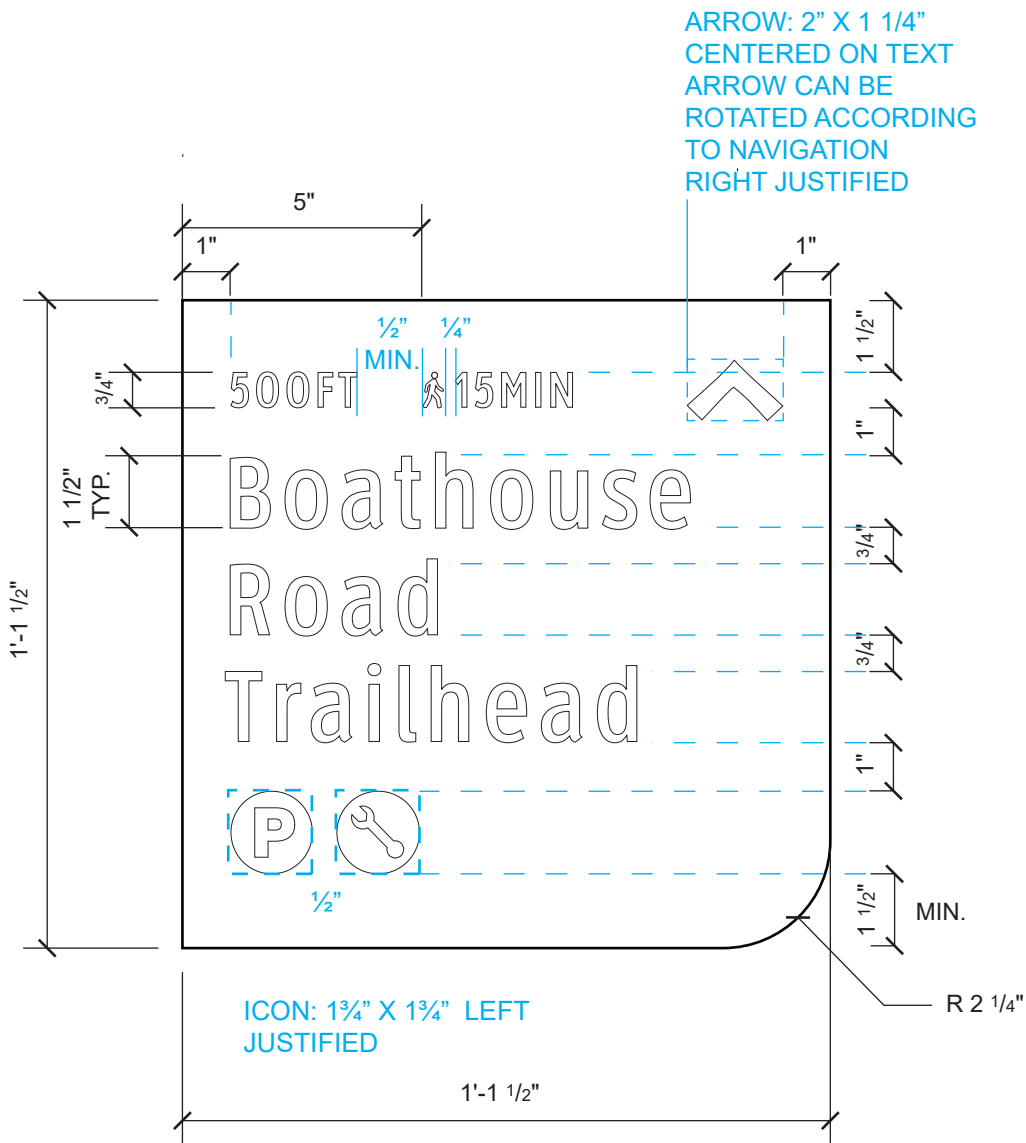 ARROW: 2” X 1 1/4”
CENTERED ON TEXT
ARROW CAN BE
ROTATED ACCORDING
TO NAVIGATION
RIGHT JUSTIFIED
5"
1"
1"
½”
MIN.
¼”
1 1/2"
3/4"
500FT
15MIN
1"
1 1/2"
TYP.
Boathouse
3/4"
Road
1'-1 1/2"
3/4"
Trailhead
1"
P
½”
1 1/2"
MIN.
R 2 1/4"
ICON: 1¾” X 1¾” LEFT
JUSTIFIED
1'-1 1/2"